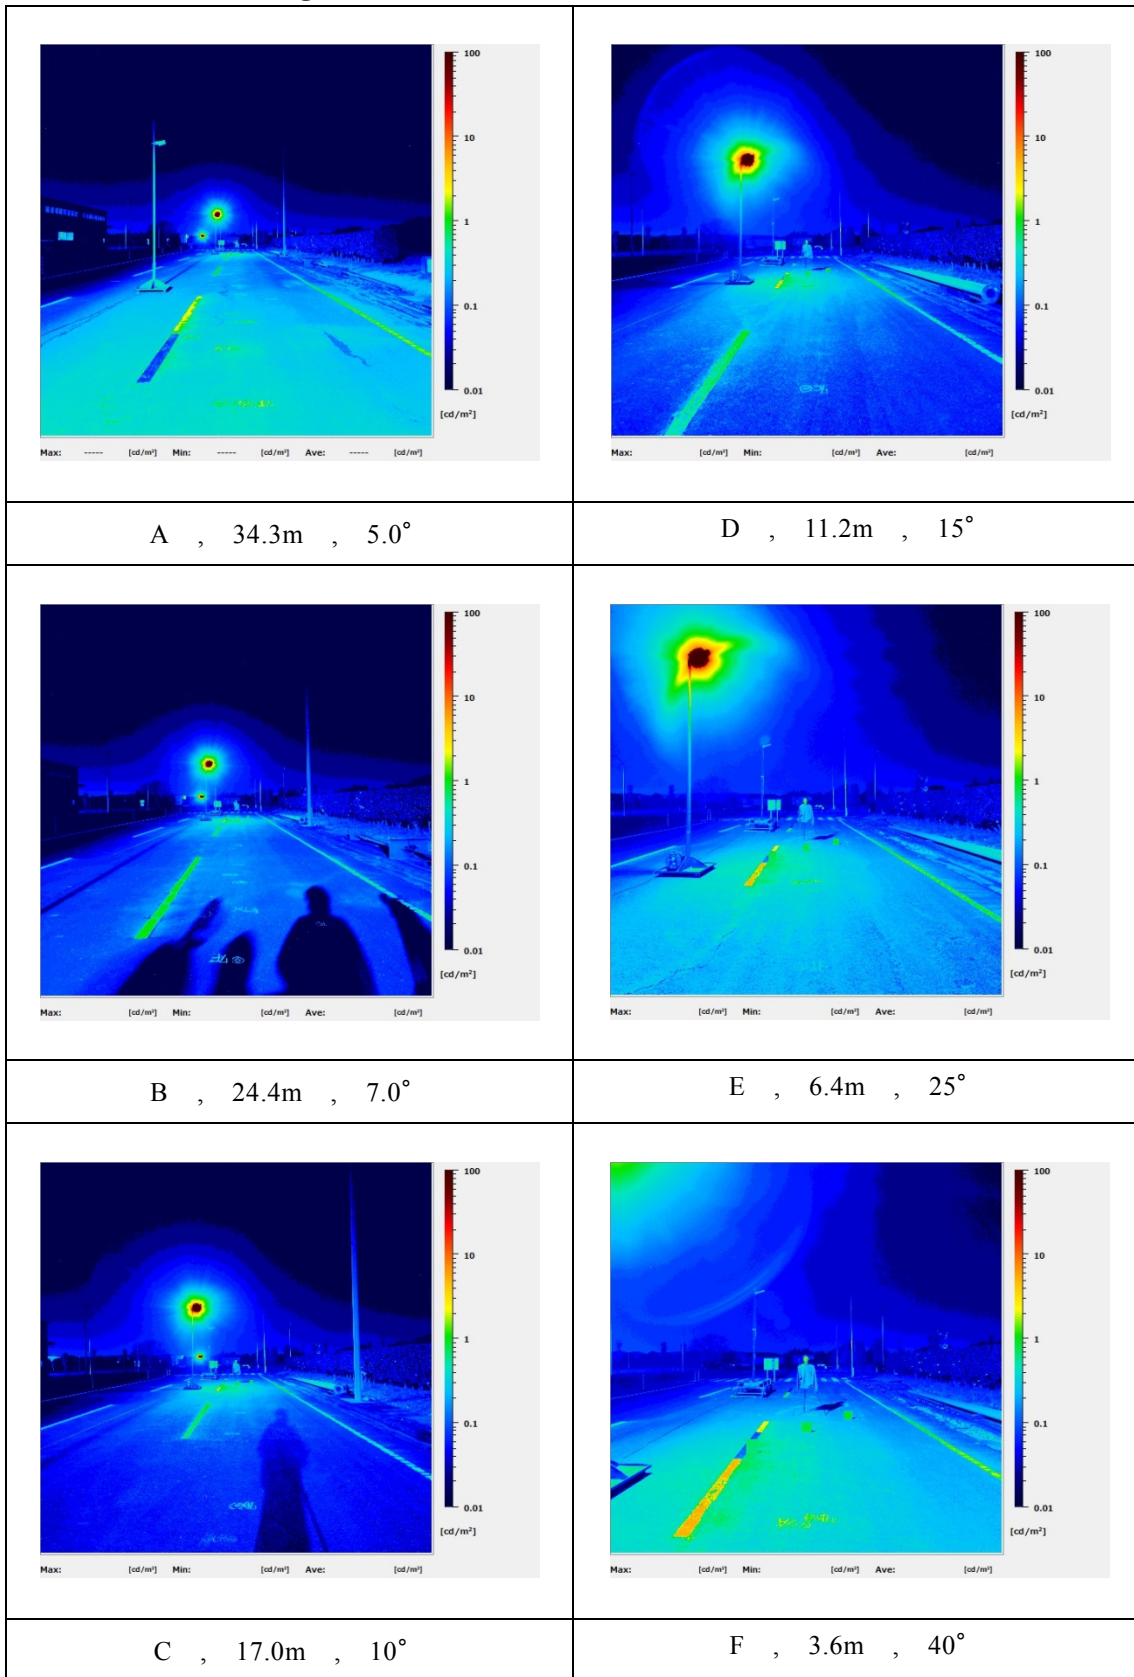 100
10
1
0.1
0.01
[cd/m²]
Max: ----- [cd/m²] Min: ----- [cd/m²] Ave: ----- [cd/m²]
100
10
1
0.1
0.01
[cd/m²]
Max: [cd/m²] Min: [cd/m²] Ave: [cd/m²]
A , 34.3m , 5.0°
D , 11.2m , 15°
100
10
1
0.1
0.01
[cd/m²]
Max: [cd/m²] Min: [cd/m²] Ave: [cd/m²]
100
10
1
0.1
0.01
[cd/m²]
Max: [cd/m²] Min: [cd/m²] Ave: [cd/m²]
B , 24.4m , 7.0°
E , 6.4m , 25°
100
10
1
0.1
0.01
[cd/m²]
Max: [cd/m²] Min: [cd/m²] Ave: [cd/m²]
100
10
1
0.1
0.01
[cd/m²]
Max: [cd/m²] Min: [cd/m²] Ave: [cd/m²]
C , 17.0m , 10°
F , 3.6m , 40°